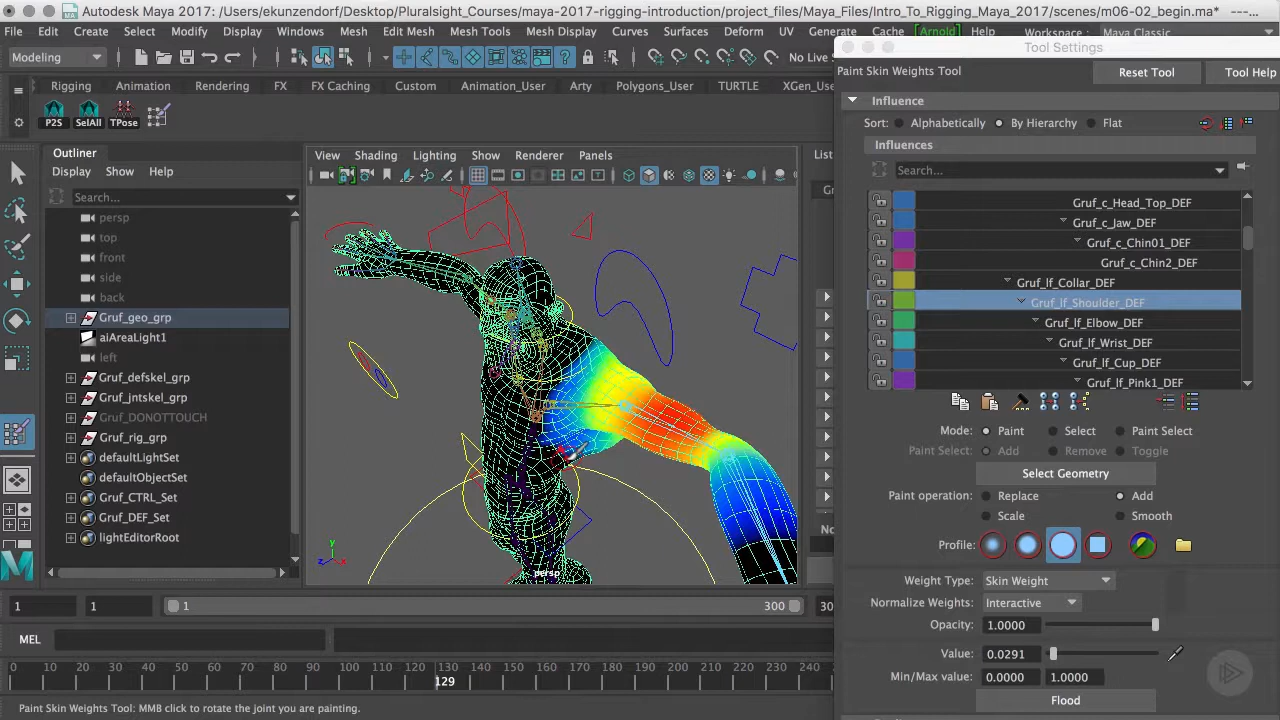 Autodesk Maya 2017: /Users/ekunzendorf/Desktop/Pluralsight_Courses/maya-2017-rigging-introduction/project_files/Maya_Files/Intro_To_Rigging_Maya_2017/scenes/m06-02_begin.ma* ---...
File Edit Create Select Modify Display Windows Mesh Edit Mesh Mesh Tools Mesh Display Curves Surfaces Deform UV Generate Cache [Arnold] Help Workspace: Maya Classic
Tool Settings
Modeling No Live
Paint Skin Weights Tool Reset Tool Tool Help
Rigging Animation Rendering FX FX Caching Custom Animation_User Arty Polygons_User TURTLE XGen_User
Influence
Sort: Alphabetically By Hierarchy Flat
P2S SelAll TPose
Influences
Outliner
View Shading Lighting Show Renderer Panels
List
Display Show Help
Search...
Search...
Gruf_c_Head_Top_DEF
Gruf_c_Jaw_DEF
Gruf_c_Chin01_DEF
Gruf_c_Chin2_DEF
Gruf_lf_Collar_DEF
Gruf_lf_Shoulder_DEF
Gruf_lf_Elbow_DEF
Gruf_lf_Wrist_DEF
Gruf_lf_Cup_DEF
Gruf_lf_Pink1_DEF
persp
top
front
side
back
Gruf_geo_grp
aiAreaLight1
left
Gruf_defskel_grp
Gruf_jntskel_grp
Gruf_DONOTTOUCH
Gruf_rig_grp
defaultLightSet
defaultObjectSet
Gruf_CTRL_Set
Gruf_DEF_Set
lightEditorRoot
Mode: Paint Select Paint Select
Paint Select: Add Remove Toggle
Select Geometry
Paint operation: Replace Add
Scale Smooth
Profile:
No
y
z x
persp
Weight Type: Skin Weight
Normalize Weights: Interactive
Opacity: 1.0000
Value: 0.0291
Min/Max value: 0.0000 1.0000
Flood
1 1 1 300 30
MEL
0 10 20 30 40 50 60 70 80 90 100 110 120 129 140 150 160 170 180 190 200 210 220 230
Paint Skin Weights Tool: MMB click to rotate the joint you are painting.